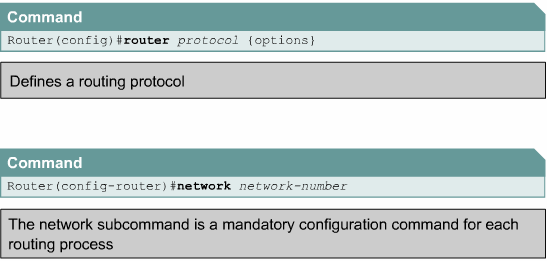 Command
Router(config)#router protocol {options}
Defines a routing protocol
Command
Router(config-router)#network network-number
The network subcommand is a mandatory configuration command for each
routing process